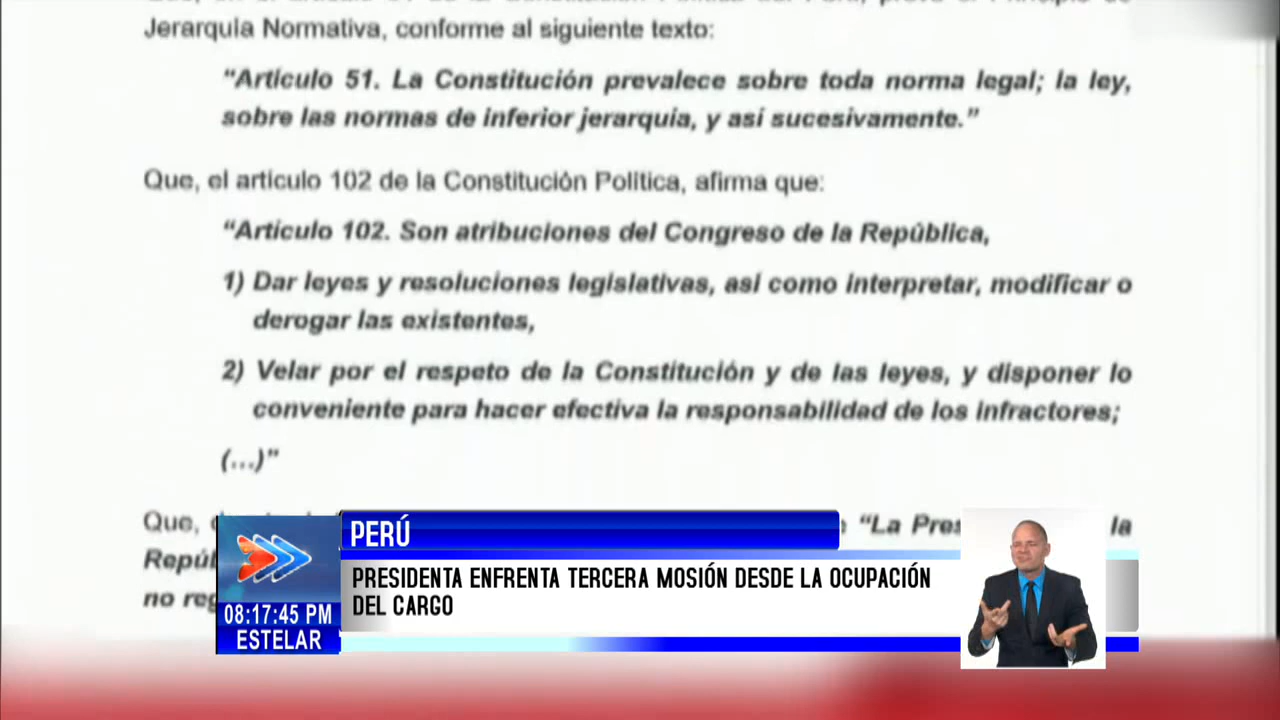 Jerarquía Normativa, conforme al siguiente texto:
“Artículo 51. La Constitución prevalece sobre toda norma legal; la ley,
sobre las normas de inferior jerarquia, y así sucesivamente.”
Que, el artículo 102 de la Constitución Política, afirma que:
“Artículo 102. Son atribuciones del Congreso de la República,
1) Dar leyes y resoluciones legislativas, así como interpretar, modificar o
derogar las existentes,
2) Velar por el respeto de la Constitución y de las leyes, y disponer lo
conveniente para hacer efectiva la responsabilidad de los infractores;
(...)”
Que, “La la
no
PERÚ
PRESIDENTA ENFRENTA TERCERA MOSIÓN DESDE LA OCUPACIÓN
DEL CARGO
08:17:45 PM
ESTELAR